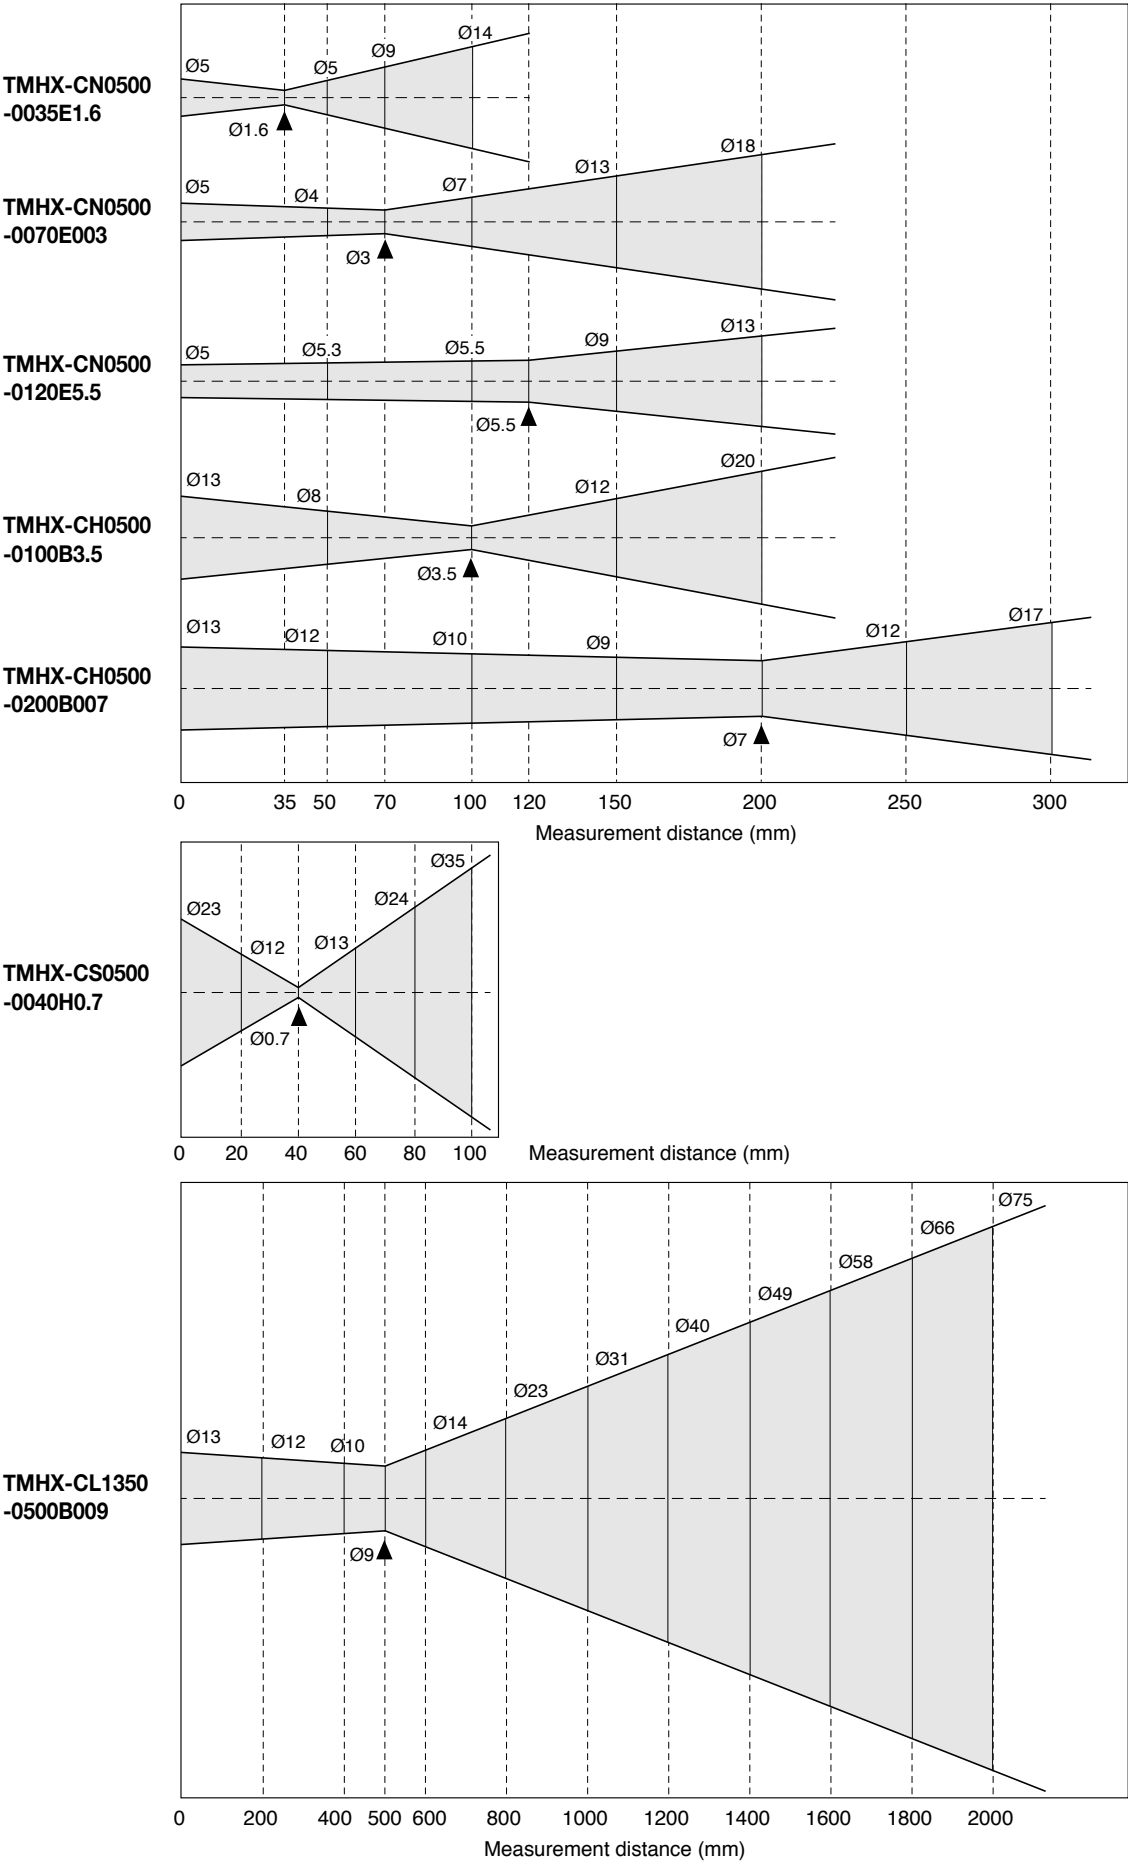 TMHX-CN0500
-0035E1.6
Ø5
Ø1.6
Ø5
Ø9
Ø14
TMHX-CN0500
-0070E003
Ø5
Ø4
Ø3
Ø7
Ø13
Ø18
TMHX-CN0500
-0120E5.5
Ø5
Ø5.3
Ø5.5
Ø5.5
Ø9
Ø13
TMHX-CH0500
-0100B3.5
Ø13
Ø8
Ø3.5
Ø12
Ø20
TMHX-CH0500
-0200B007
Ø13
Ø12
Ø10
Ø9
Ø7
Ø12
Ø17
0 35 50 70 100 120 150 200 250 300
Measurement distance (mm)
TMHX-CS0500
-0040H0.7
Ø23
Ø12
Ø0.7
Ø13
Ø24
Ø35
0 20 40 60 80 100
Measurement distance (mm)
TMHX-CL1350
-0500B009
Ø13
Ø12
Ø10
Ø9
Ø14
Ø23
Ø31
Ø40
Ø49
Ø58
Ø66
Ø75
0 200 400 500 600 800 1000 1200 1400 1600 1800 2000
Measurement distance (mm)